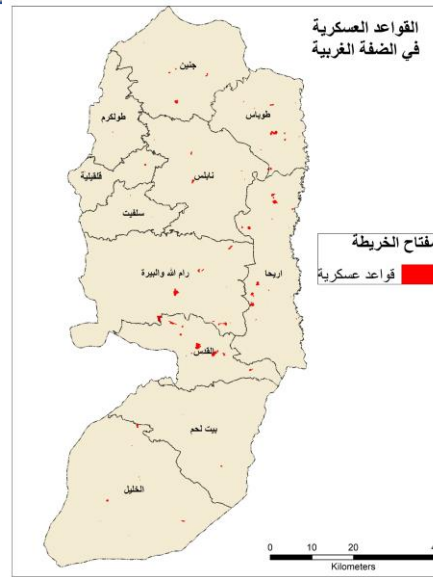 القواعد العسكرية
في الضفة الغربية
جنين
طولكرم
طوباس
قلقيلية
نابلس
سلفيت
رام الله والبيرة
اريحا
القدس
بيت لحم
الخليل
مفتاح الخريطة
قواعد عسكرية
0 10 20
Kilometers